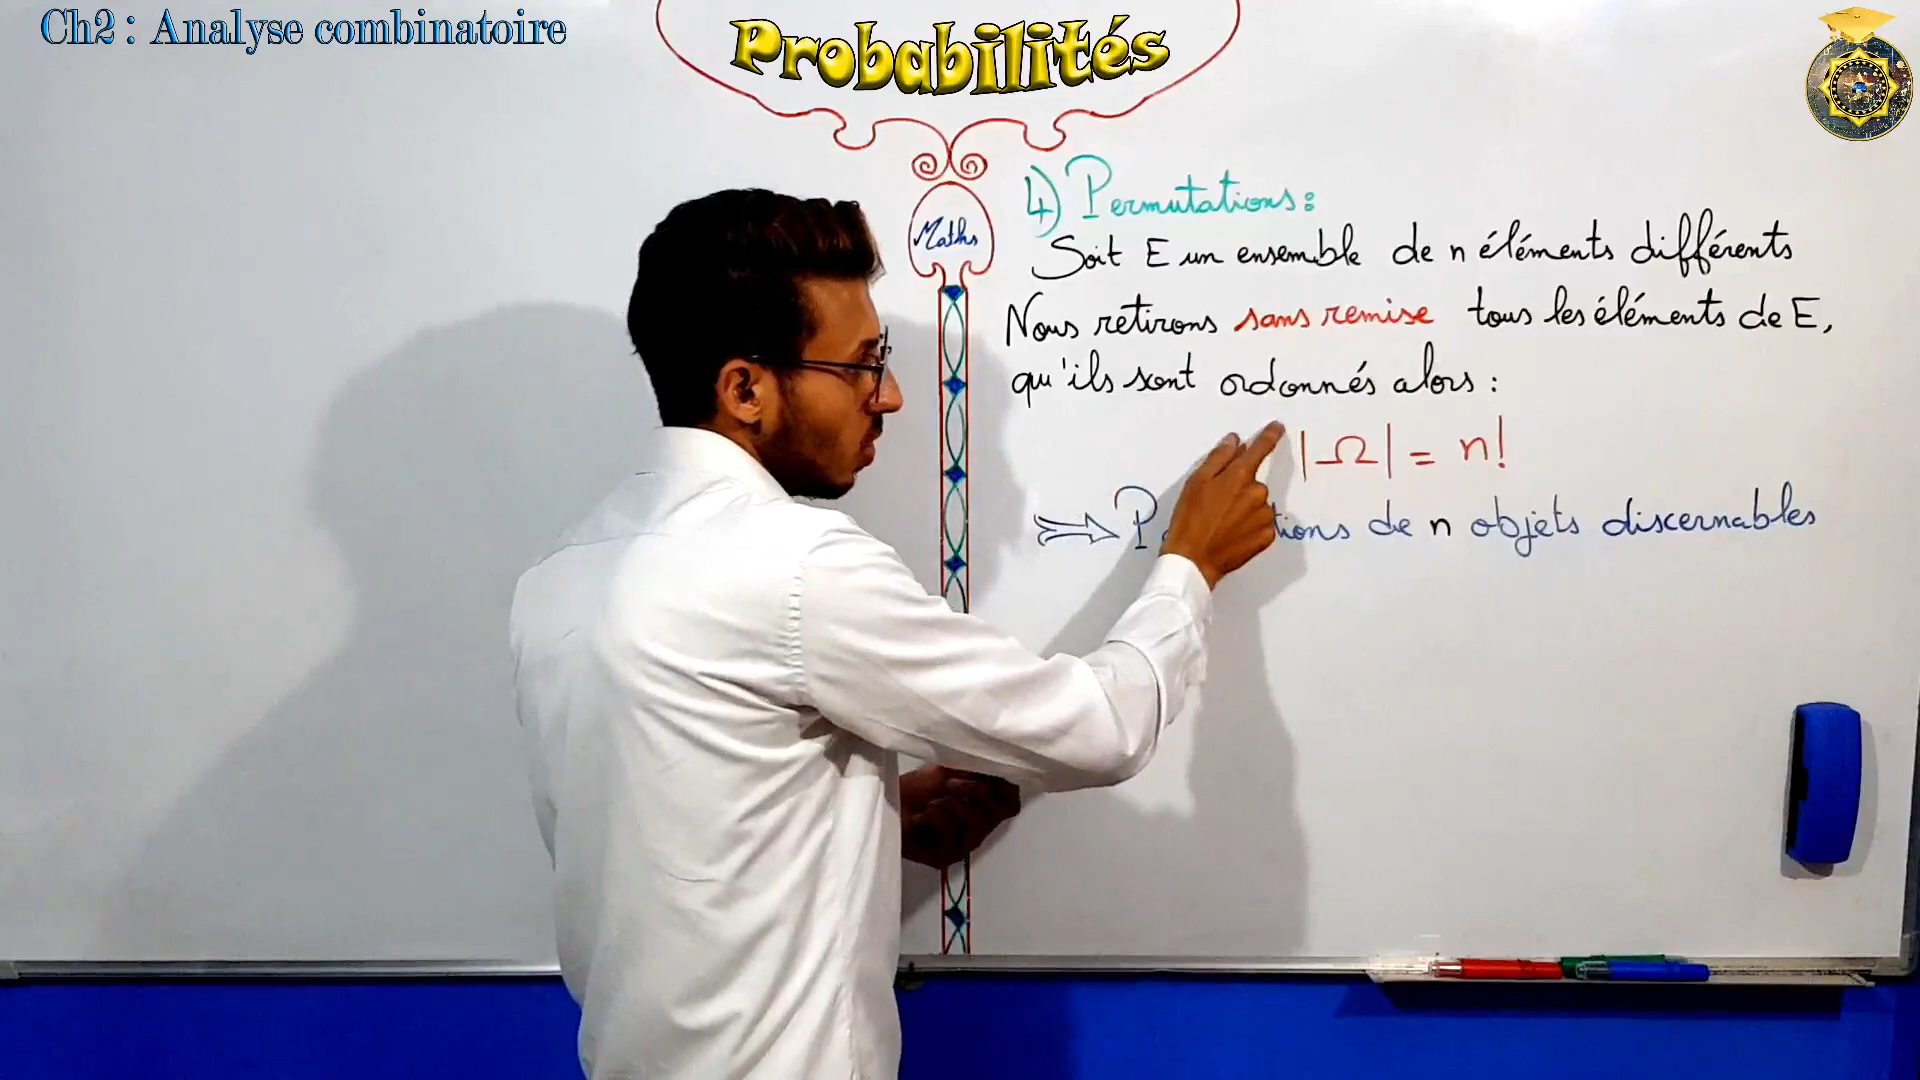 Ch2 : Analyse combinatoire
Probabilités
Maths
4) Permutations :
Soit E un ensemble de n éléments différents
Nous retirons sans remise tous les éléments de E,
qu'ils sont ordonnés alors :
|Ω| = n!
⇒ P tions de n objets discernables